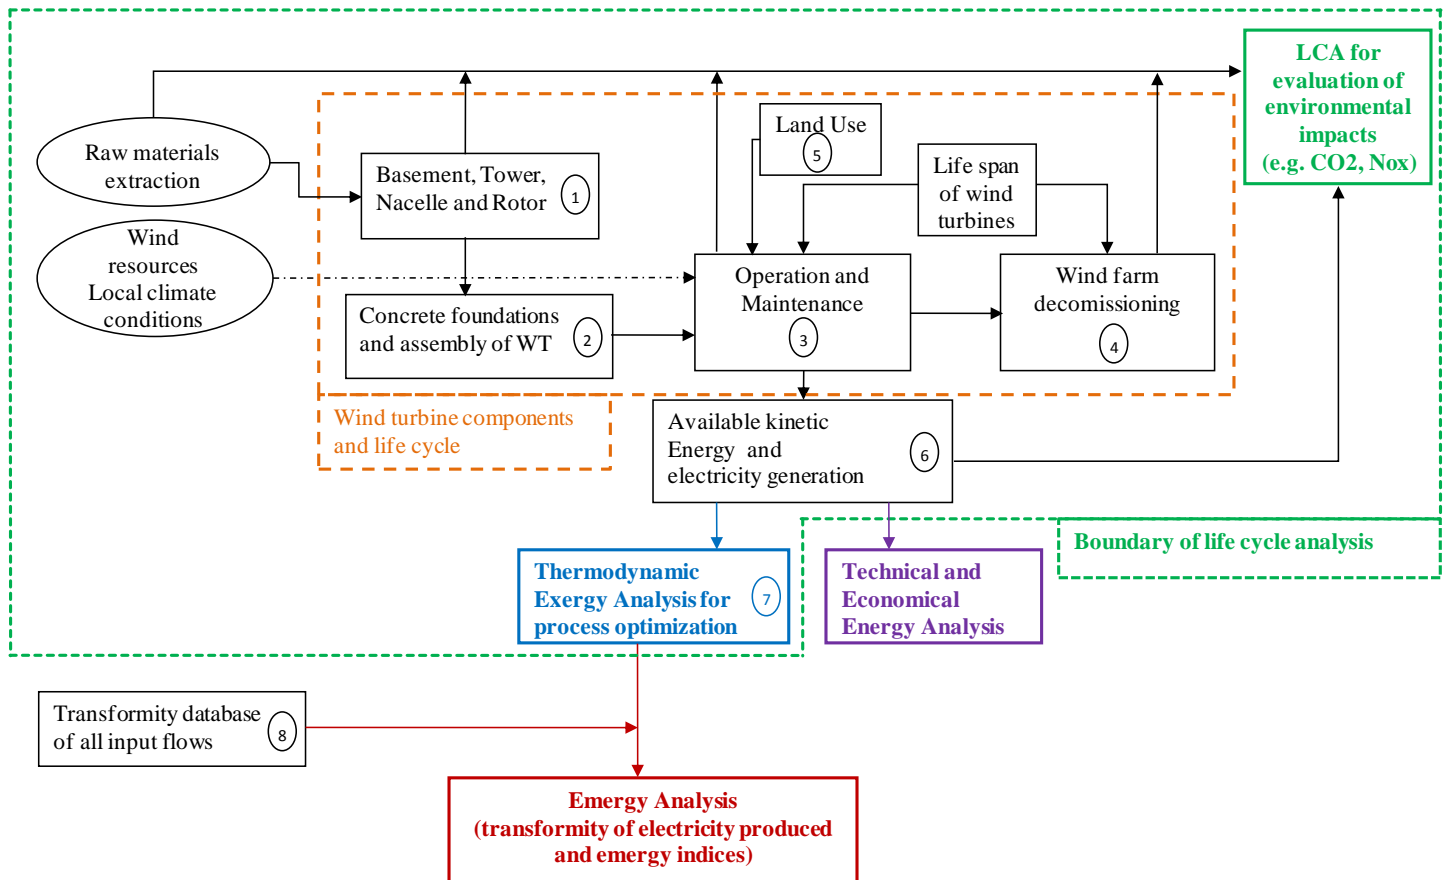 LCA for
evaluation of
environmental
impacts
(e.g. CO2, Nox)
Raw materials
extraction
Basement, Tower,
Nacelle and Rotor
1
Land Use
5
Life span
of wind
turbines
Wind
resources
Local climate
conditions
Concrete foundations
and assembly of WT
2
Operation and
Maintenance
3
Wind farm
decomissioning
4
Wind turbine components
and life cycle
Available kinetic
Energy and
electricity generation
6
Boundary of life cycle analysis
Thermodynamic
Exergy Analysis for
process optimization
7
Technical and
Economical
Energy Analysis
Transformity database
of all input flows
8
Emergy Analysis
(transformity of electricity produced
and emergy indices)